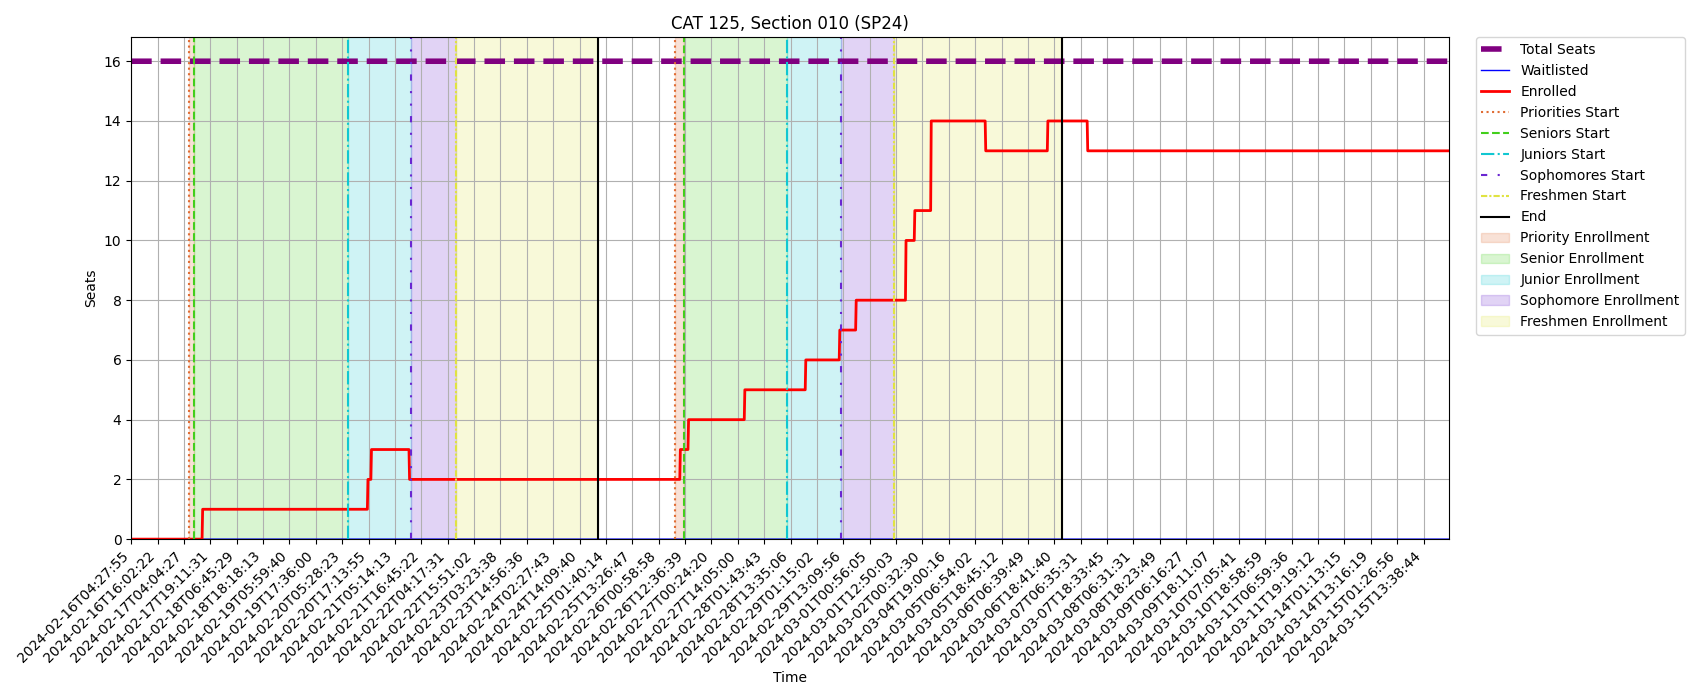 CAT 125, Section 010 (SP24)
Total Seats
Waitlisted
Enrolled
Priorities Start
Seniors Start
Juniors Start
Sophomores Start
Freshmen Start
End
Priority Enrollment
Senior Enrollment
Junior Enrollment
Sophomore Enrollment
Freshmen Enrollment
Seats
16
14
12
10
8
6
4
2
0
2024-02-16T04:27:55
2024-02-16T16:02:22
2024-02-17T04:04:27
2024-02-17T19:11:31
2024-02-18T06:45:29
2024-02-18T18:18:13
2024-02-19T05:59:40
2024-02-19T17:36:00
2024-02-20T05:28:23
2024-02-20T17:13:55
2024-02-21T05:14:13
2024-02-21T16:45:22
2024-02-22T04:17:31
2024-02-22T15:51:02
2024-02-23T03:23:38
2024-02-23T14:56:36
2024-02-24T02:27:43
2024-02-24T14:09:40
2024-02-25T01:40:14
2024-02-25T13:26:47
2024-02-26T00:58:58
2024-02-26T12:36:39
2024-02-27T00:24:20
2024-02-27T14:05:00
2024-02-28T01:43:43
2024-02-28T13:35:06
2024-02-29T01:15:02
2024-02-29T13:09:56
2024-03-01T00:56:05
2024-03-01T12:50:03
2024-03-02T00:32:30
2024-03-04T19:00:16
2024-03-05T06:54:02
2024-03-05T18:45:12
2024-03-06T06:39:49
2024-03-06T18:41:40
2024-03-07T06:35:31
2024-03-07T18:33:45
2024-03-08T06:31:31
2024-03-08T18:23:49
2024-03-09T06:16:27
2024-03-09T18:11:07
2024-03-10T07:05:41
2024-03-10T18:58:59
2024-03-11T06:59:36
2024-03-11T19:19:12
2024-03-14T01:13:15
2024-03-14T13:16:19
2024-03-15T01:26:56
2024-03-15T13:38:44
Time